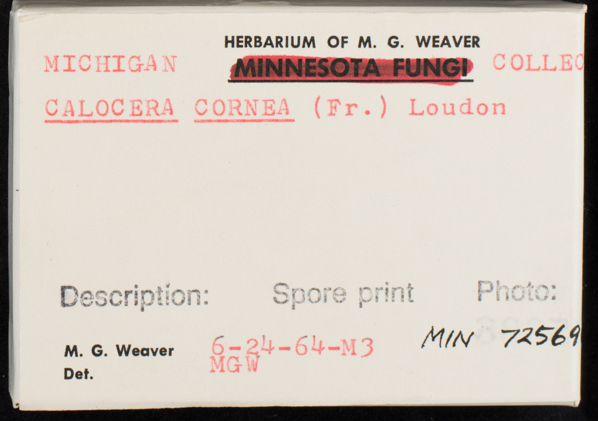 HERBARIUM OF M. G. WEAVER
MICHIGAN MINNESOTA FUNGI COLLEC
CALOCERA CORNEA (Fr.) Loudon
Description: Spore print Photo:
M. G. Weaver 6-24-64-M3 MIN 72569
Det. MGW